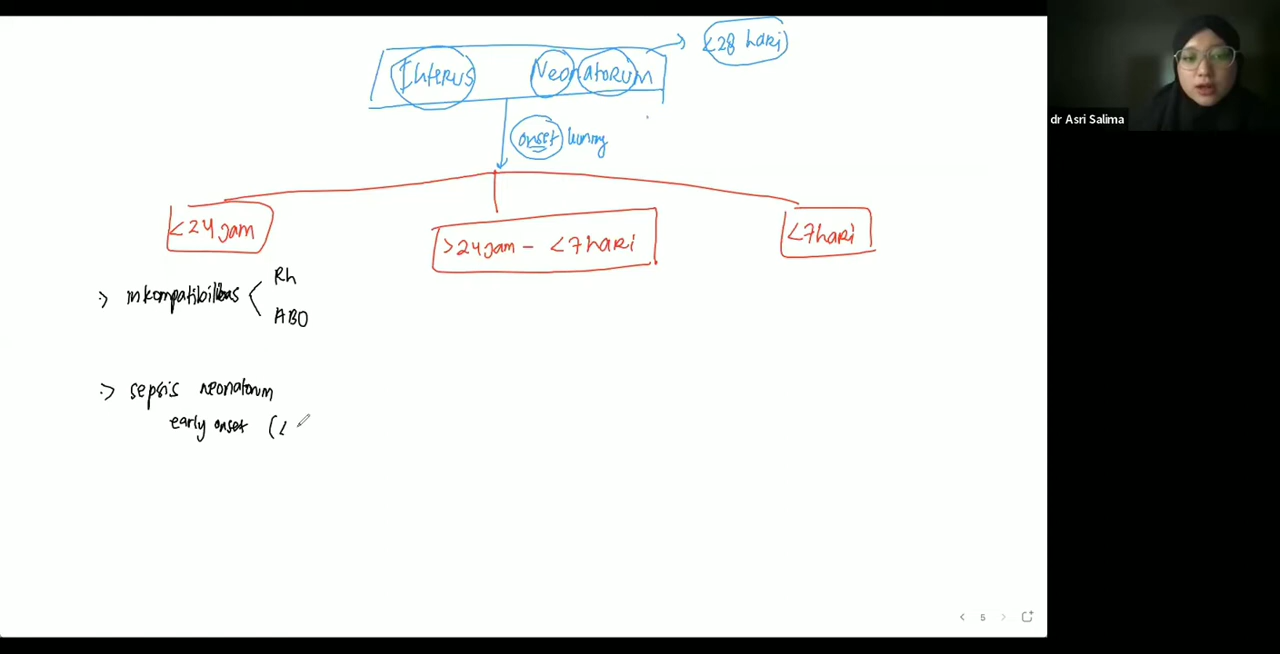 Ikterus Neonatorum
<28 hari
onset kuning
<24 jam
>24 jam - <7 hari
<7 hari
:> inkompatibilitas < Rh
ABO
:> sepsis neonatorum
early onset (<
dr Asri Salima
< 5 >